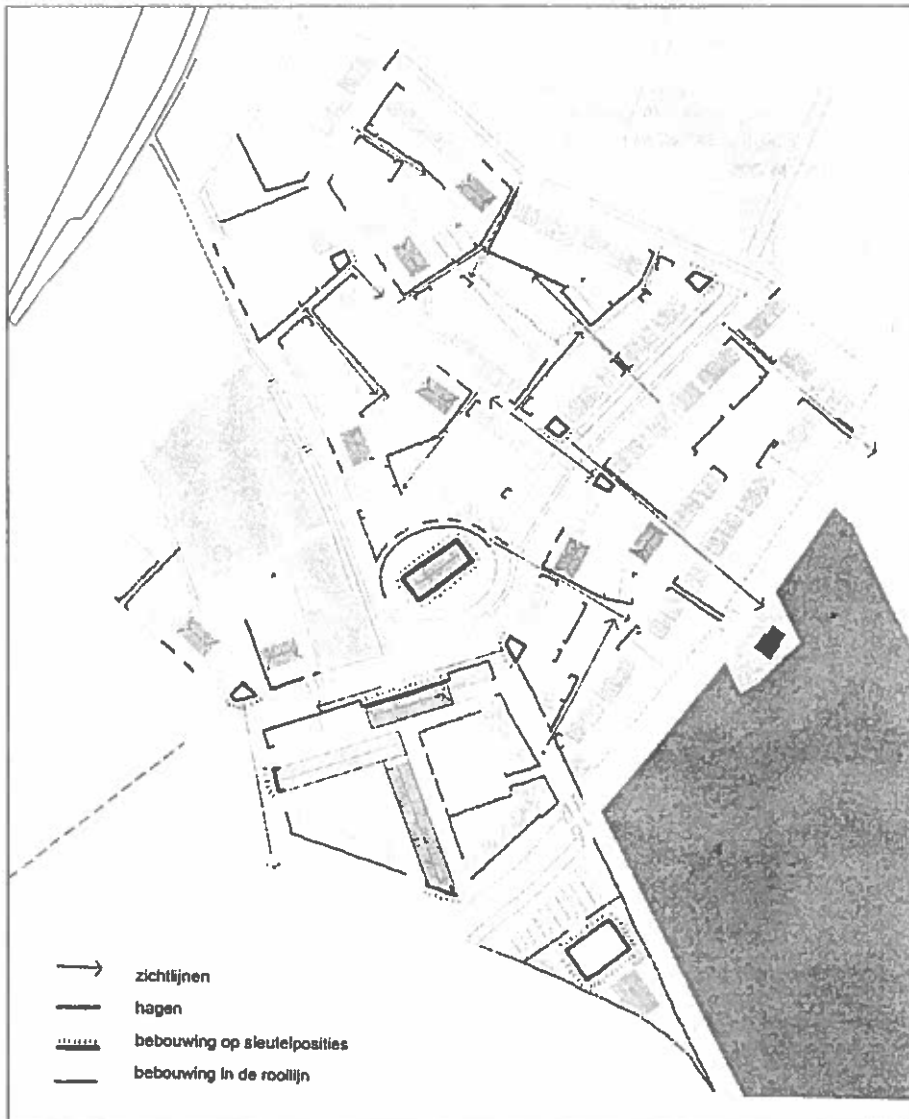 zichtlijnen
hagen
bebouwing op sleutelposities
bebouwing in de rooilijn